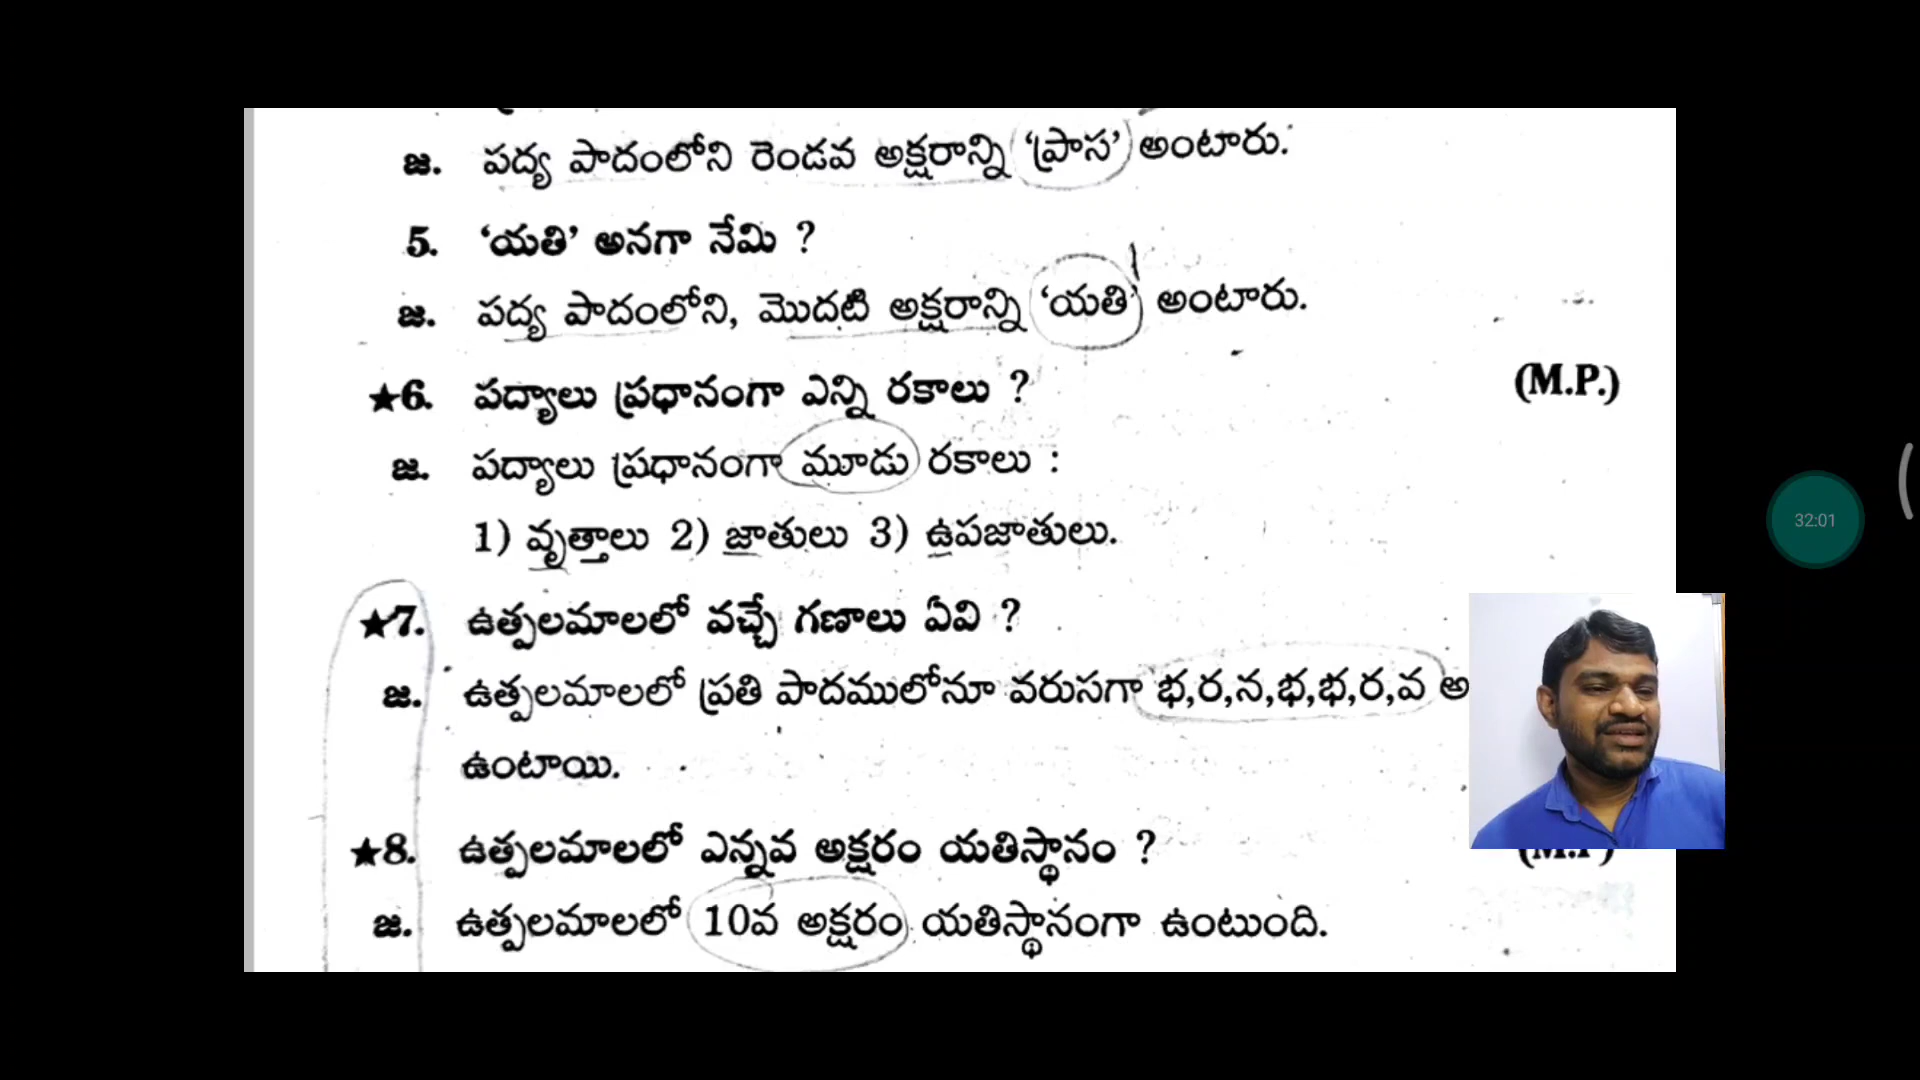 జ. పద్య పాదంలోని రెండవ అక్షరాన్ని ‘ప్రాస’ అంటారు.
5. ‘యతి’ అనగా నేమి ?
జ. పద్య పాదంలోని, మొదటి అక్షరాన్ని ‘యతి’ అంటారు.
★6. పద్యాలు ప్రధానంగా ఎన్ని రకాలు ? (M.P.)
జ. పద్యాలు ప్రధానంగా మూడు రకాలు :
1) వృత్తాలు 2) జాతులు 3) ఉపజాతులు.
32:01
★7. ఉత్పలమాలలో వచ్చే గణాలు ఏవి ?
జ. ఉత్పలమాలలో ప్రతి పాదములోనూ వరుసగా భ,ర,న,భ,భ,ర,వ అ
ఉంటాయి.
★8. ఉత్పలమాలలో ఎన్నవ అక్షరం యతిస్థానం ?
జ. ఉత్పలమాలలో 10వ అక్షరం యతిస్థానంగా ఉంటుంది.